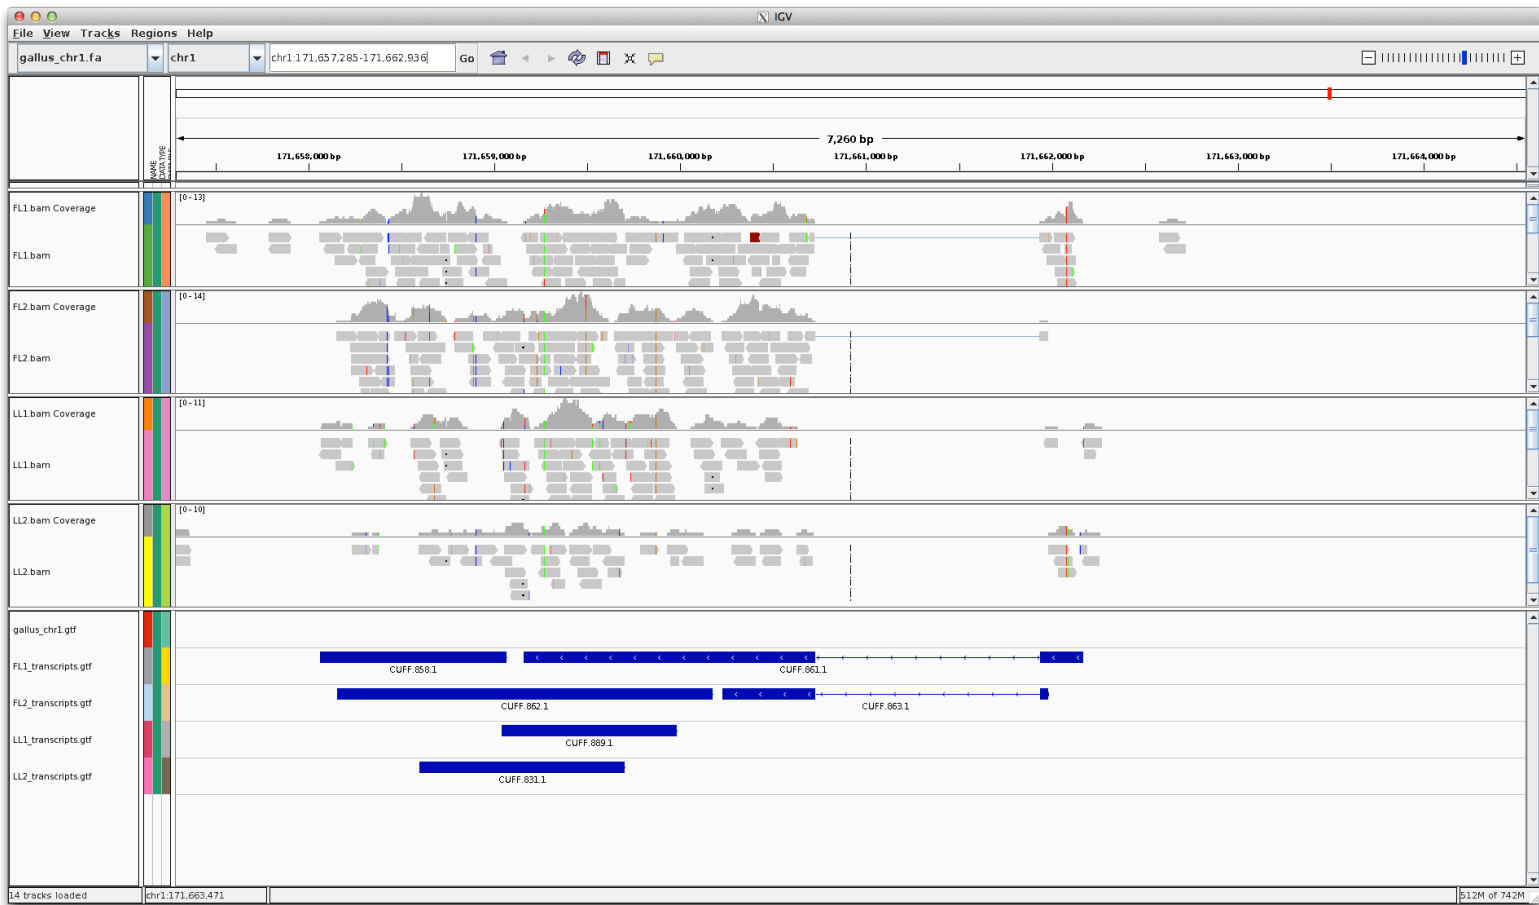 IGV
File View Tracks Regions Help
gallus_chr1.fa chr1 chr1:171,657,285-171,662,936 Go
NAME
DATA TYPE
7,260 bp
171,658,000 bp 171,659,000 bp 171,660,000 bp 171,661,000 bp 171,662,000 bp 171,663,000 bp 171,664,000 bp
[0 - 13]
FL1.bam Coverage
FL1.bam
[0 - 14]
FL2.bam Coverage
FL2.bam
[0 - 11]
LL1.bam Coverage
LL1.bam
[0 - 10]
LL2.bam Coverage
LL2.bam
gallus_chr1.gtf
FL1_transcripts.gtf
CUFF.858.1 CUFF.861.1
FL2_transcripts.gtf
CUFF.862.1 CUFF.863.1
LL1_transcripts.gtf
CUFF.889.1
LL2_transcripts.gtf
CUFF.831.1
14 tracks loaded chr1:171,663,471 512M of 742M